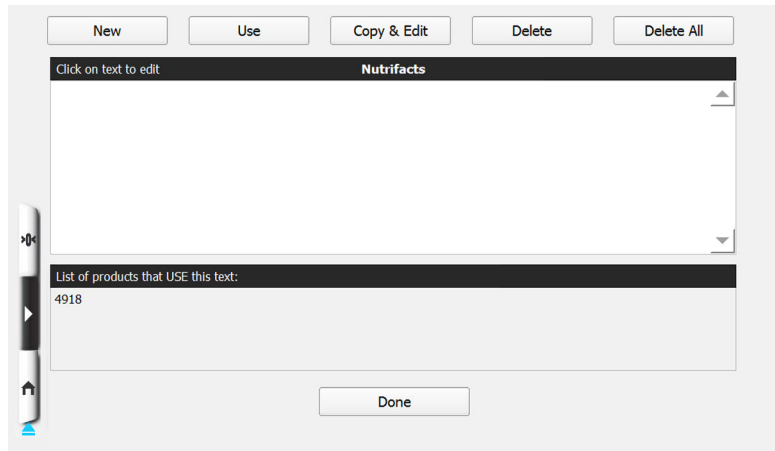 New Use Copy & Edit Delete Delete All
Click on text to edit Nutrifacts
>0<
List of products that USE this text:
4918
Done